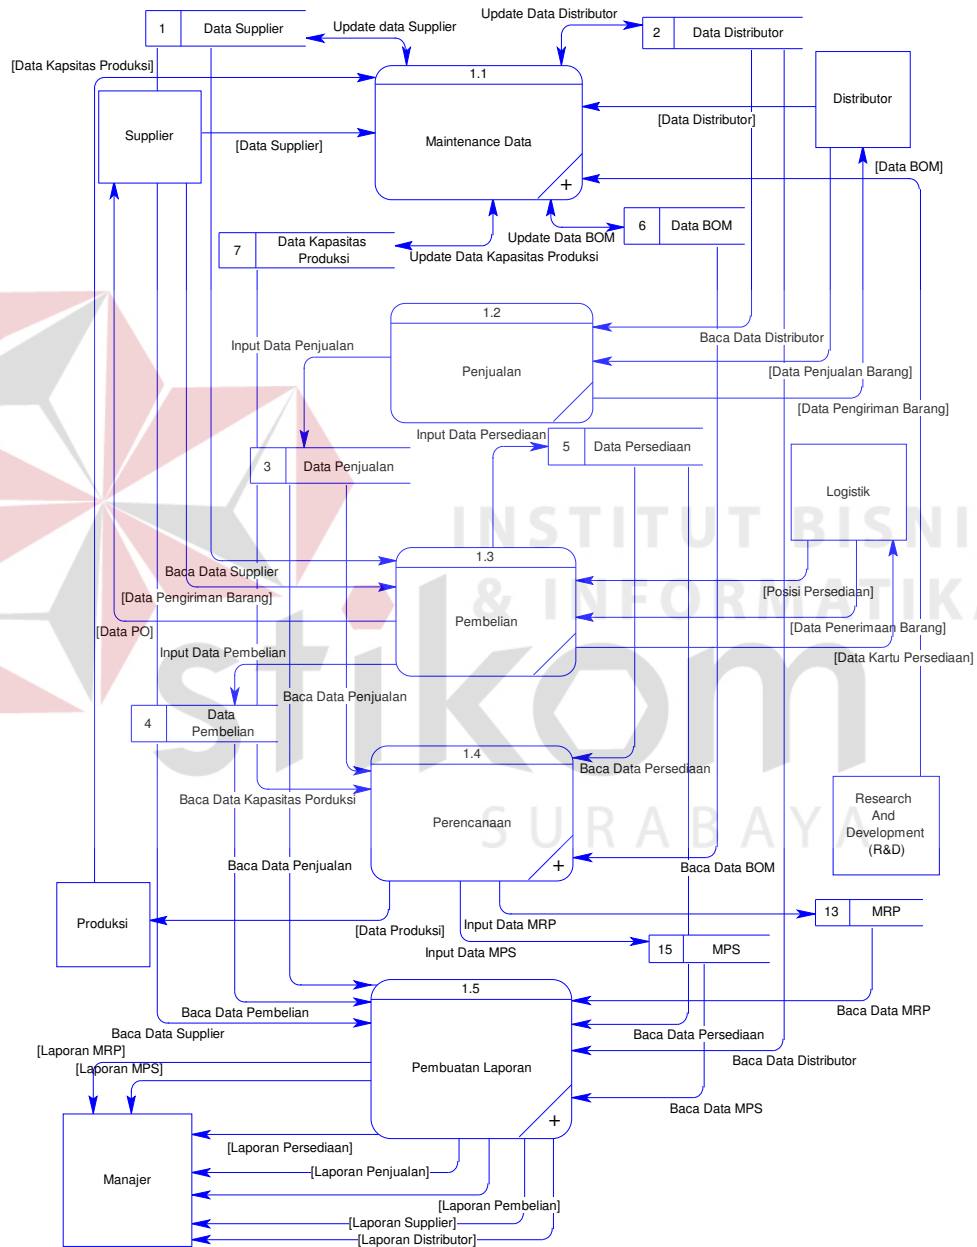 1
Data Supplier
Update data Supplier
Update Data Distributor
2
Data Distributor
[Data Kapsitas Produksi]
1.1
Maintenance Data
+
Supplier
[Data Supplier]
Distributor
[Data Distributor]
[Data BOM]
7
Data Kapasitas
Produksi
Update Data BOM
Update Data Kapasitas Produksi
6
Data BOM
1.2
Penjualan
Input Data Penjualan
Baca Data Distributor
[Data Penjualan Barang]
[Data Pengiriman Barang]
Input Data Persediaan
5
Data Persediaan
3
Data Penjualan
Logistik
INSTITUT BISNI
& INFORMATIKA
stikom
SURABAYA
1.3
Pembelian
Baca Data Supplier
[Data Pengiriman Barang]
[Data PO]
[Posisi Persediaan]
[Data Penerimaan Barang]
[Data Kartu Persediaan]
Input Data Pembelian
Baca Data Penjualan
4
Data
Pembelian
1.4
Perencanaan
+
Baca Data Persediaan
Baca Data Kapasitas Porduksi
Research
And
Development
(R&D)
Baca Data Penjualan
Baca Data BOM
Produksi
[Data Produksi]
Input Data MRP
Input Data MPS
13
MRP
15
MPS
1.5
Pembuatan Laporan
+
Baca Data Pembelian
Baca Data Supplier
Baca Data MRP
Baca Data Persediaan
Baca Data Distributor
Baca Data MPS
[Laporan MRP]
[Laporan MPS]
Manajer
[Laporan Persediaan]
[Laporan Penjualan]
[Laporan Pembelian]
[Laporan Supplier]
[Laporan Distributor]